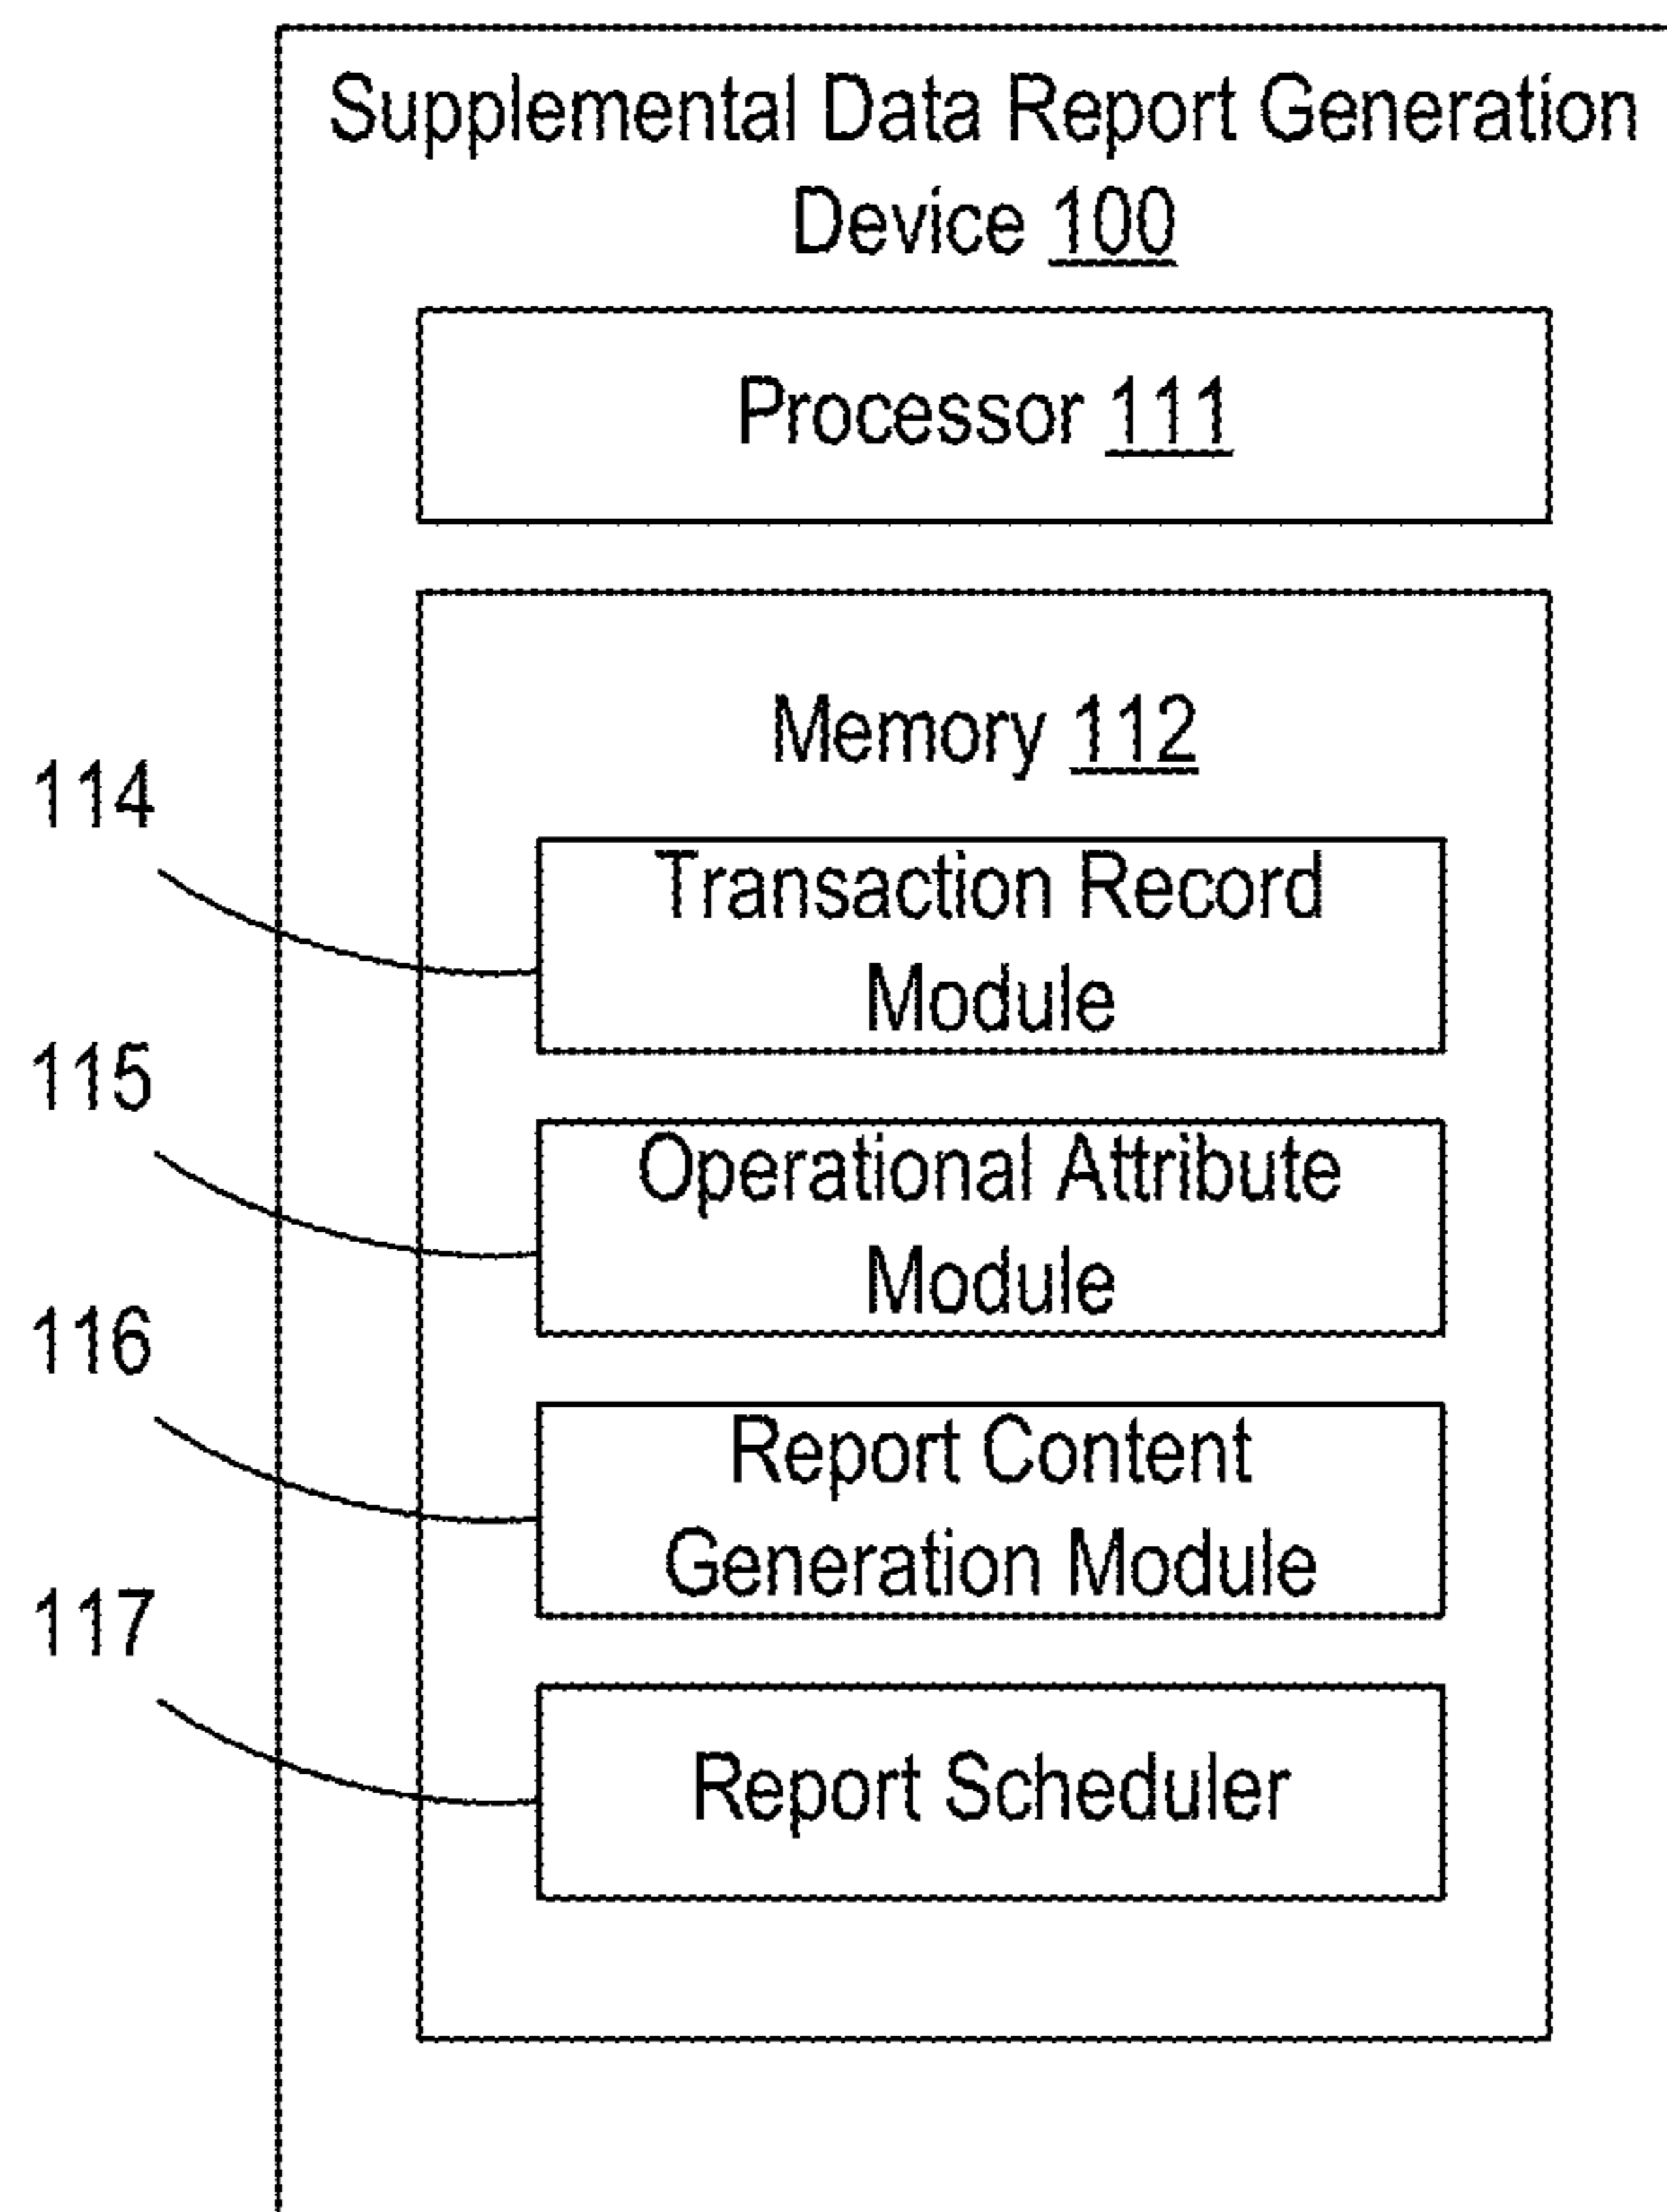 Supplemental Data Report Generation
Device 100
Processor 111
Memory 112
114
Transaction Record
Module
115
Operational Attribute
Module
116
Report Content
Generation Module
117
Report Scheduler